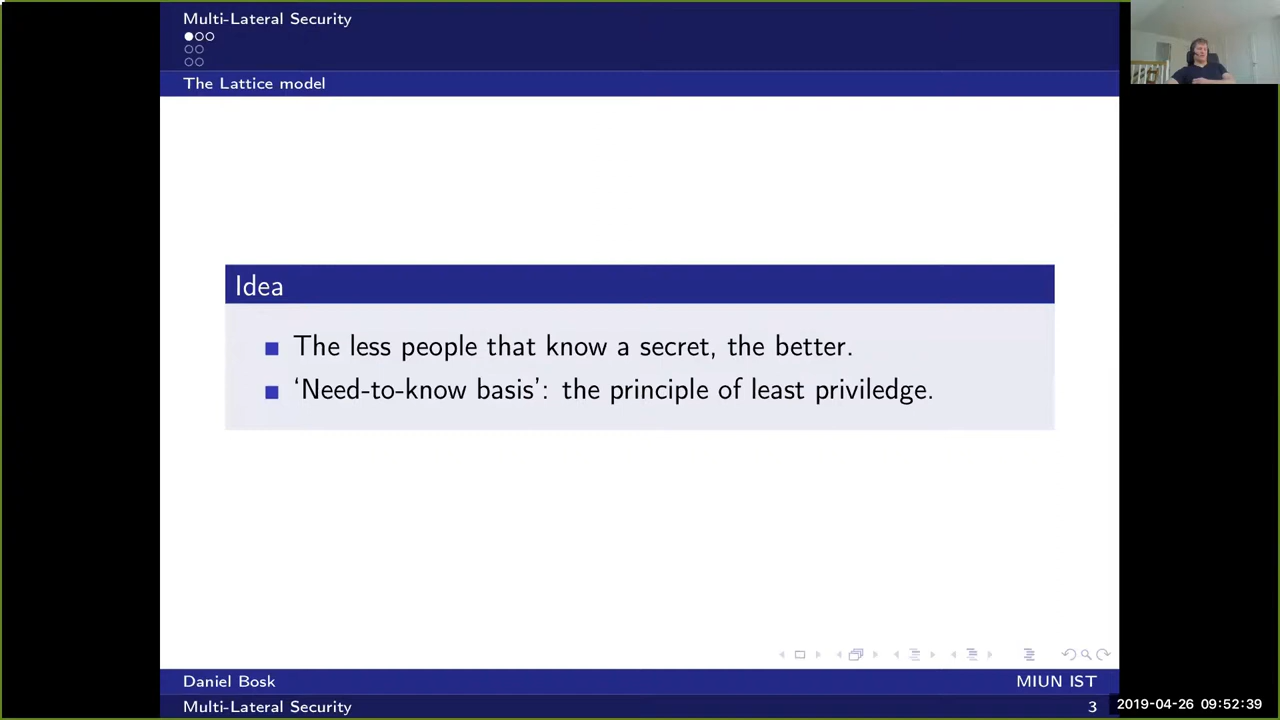 Multi-Lateral Security
The Lattice model
Idea
The less people that know a secret, the better.
‘Need-to-know basis’: the principle of least priviledge.
Daniel Bosk
MIUN IST
Multi-Lateral Security
3
2019-04-26 09:52:39